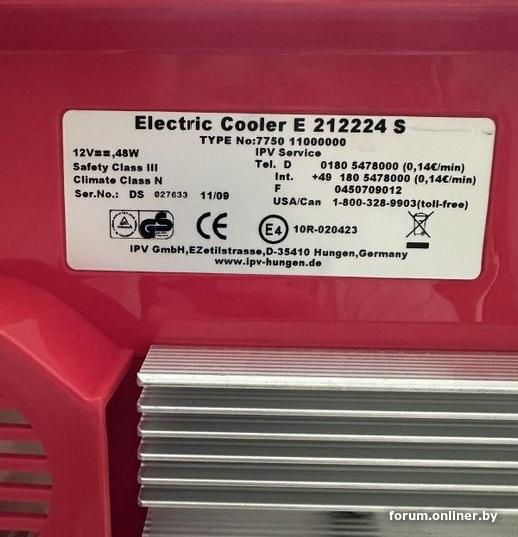 Electric Cooler E 212224 S
TYPE No:7750 11000000
12V⎓,48W
IPV Service
Safety Class III
Tel. D 0180 5478000 (0,14€/min)
Climate Class N
Int. +49 180 5478000 (0,14€/min)
Ser.No.: DS 027633 11/09
F 0450709012
USA/Can 1-800-328-9903(toll-free)
GS CE E4 10R-020423
IPV GmbH,EZetilstrasse,D-35410 Hungen,Germany
www.ipv-hungen.de
forum.onliner.by